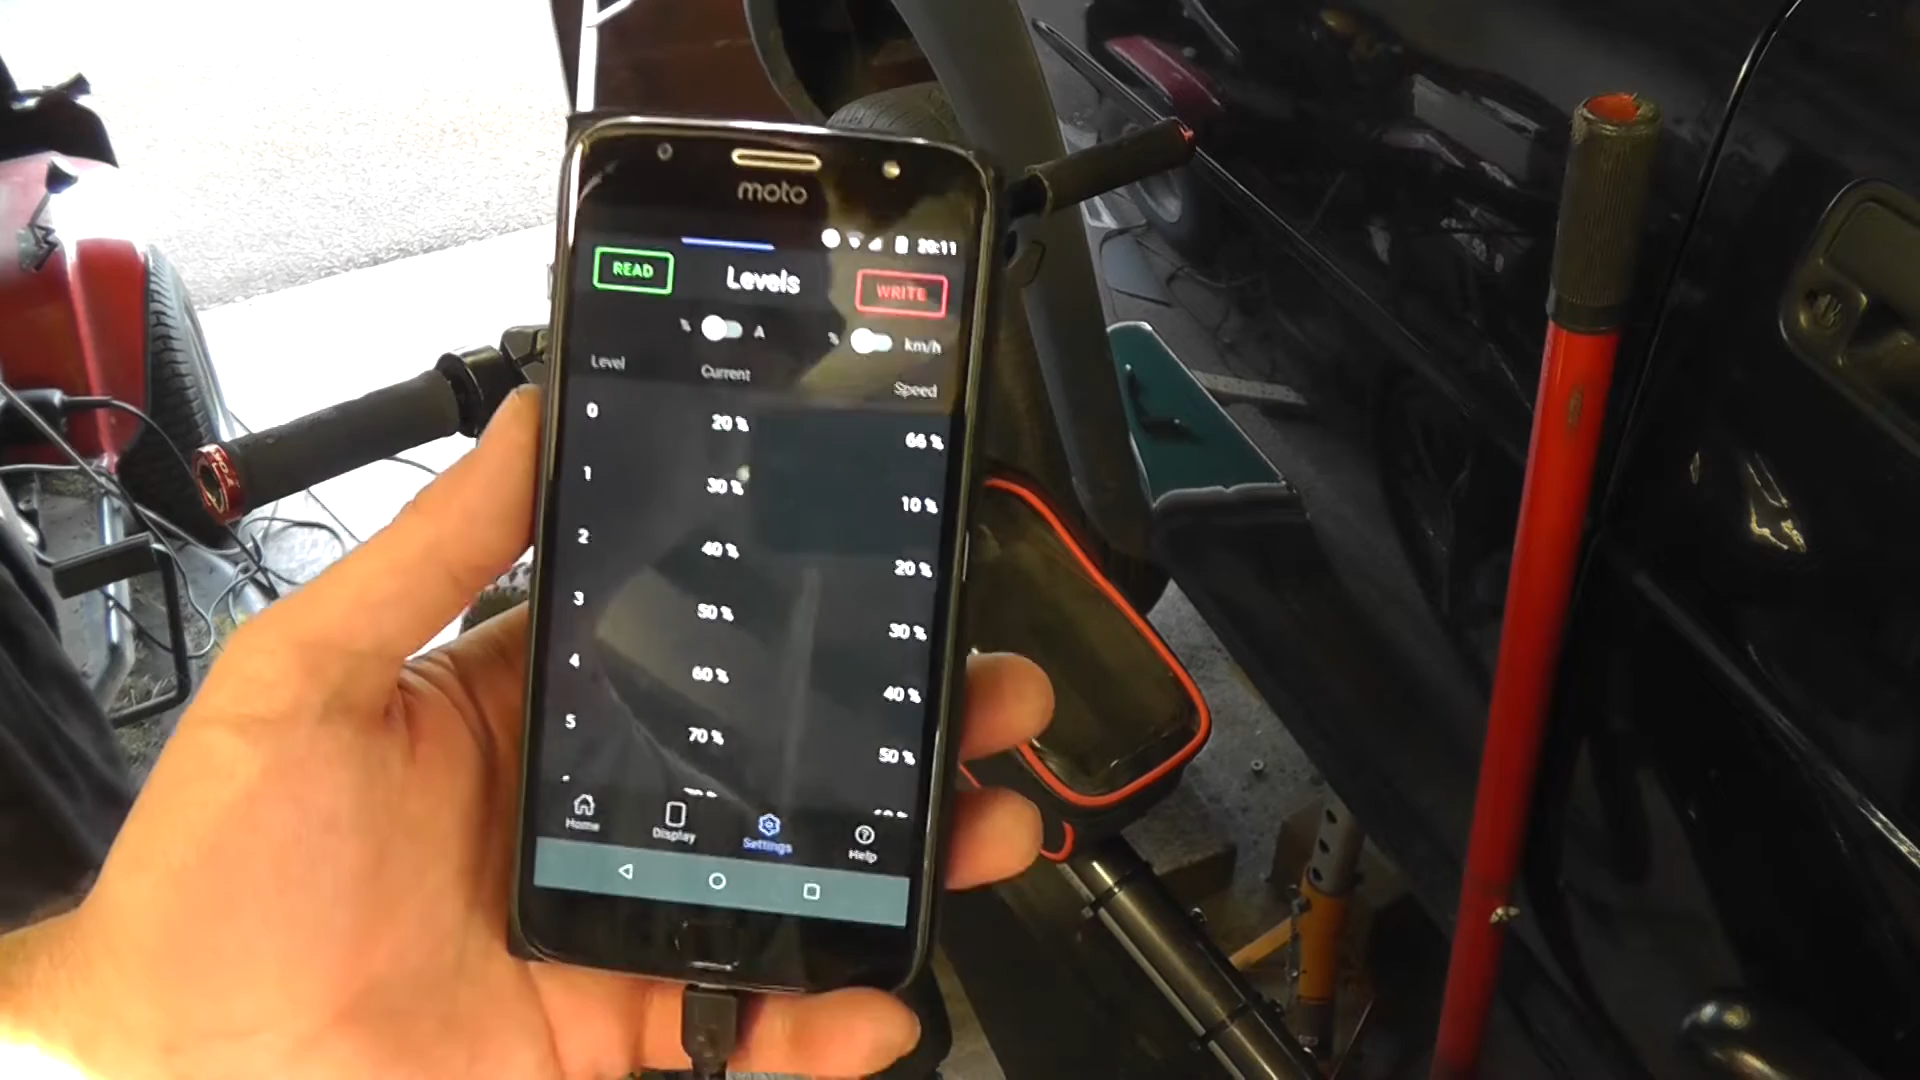 moto
20:11
READ Levels WRITE
% A % km/h
Level Current Speed
0 20 % 66 %
1 30 % 10 %
2 40 % 20 %
3 50 % 30 %
4 60 % 40 %
5 70 % 50 %
Home Display Settings Help